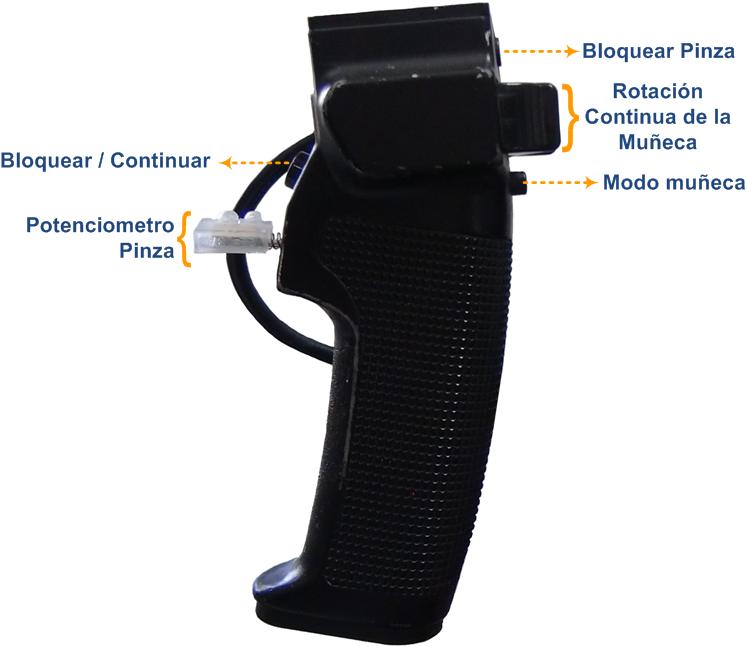 Bloquear Pinza
Rotación
Continua de la
Muñeca
Bloquear / Continuar
Modo muñeca
Potenciometro
Pinza